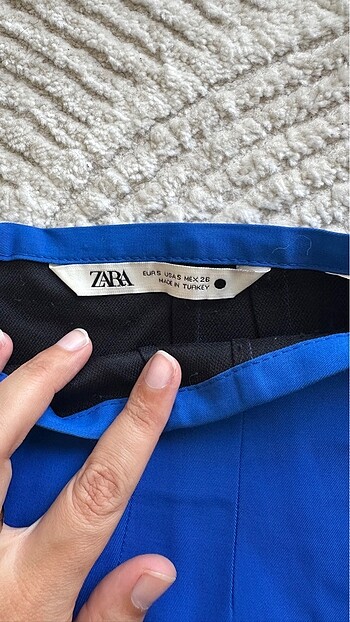 ZARA
EUR S USA S MEX 26
MADE IN TURKEY